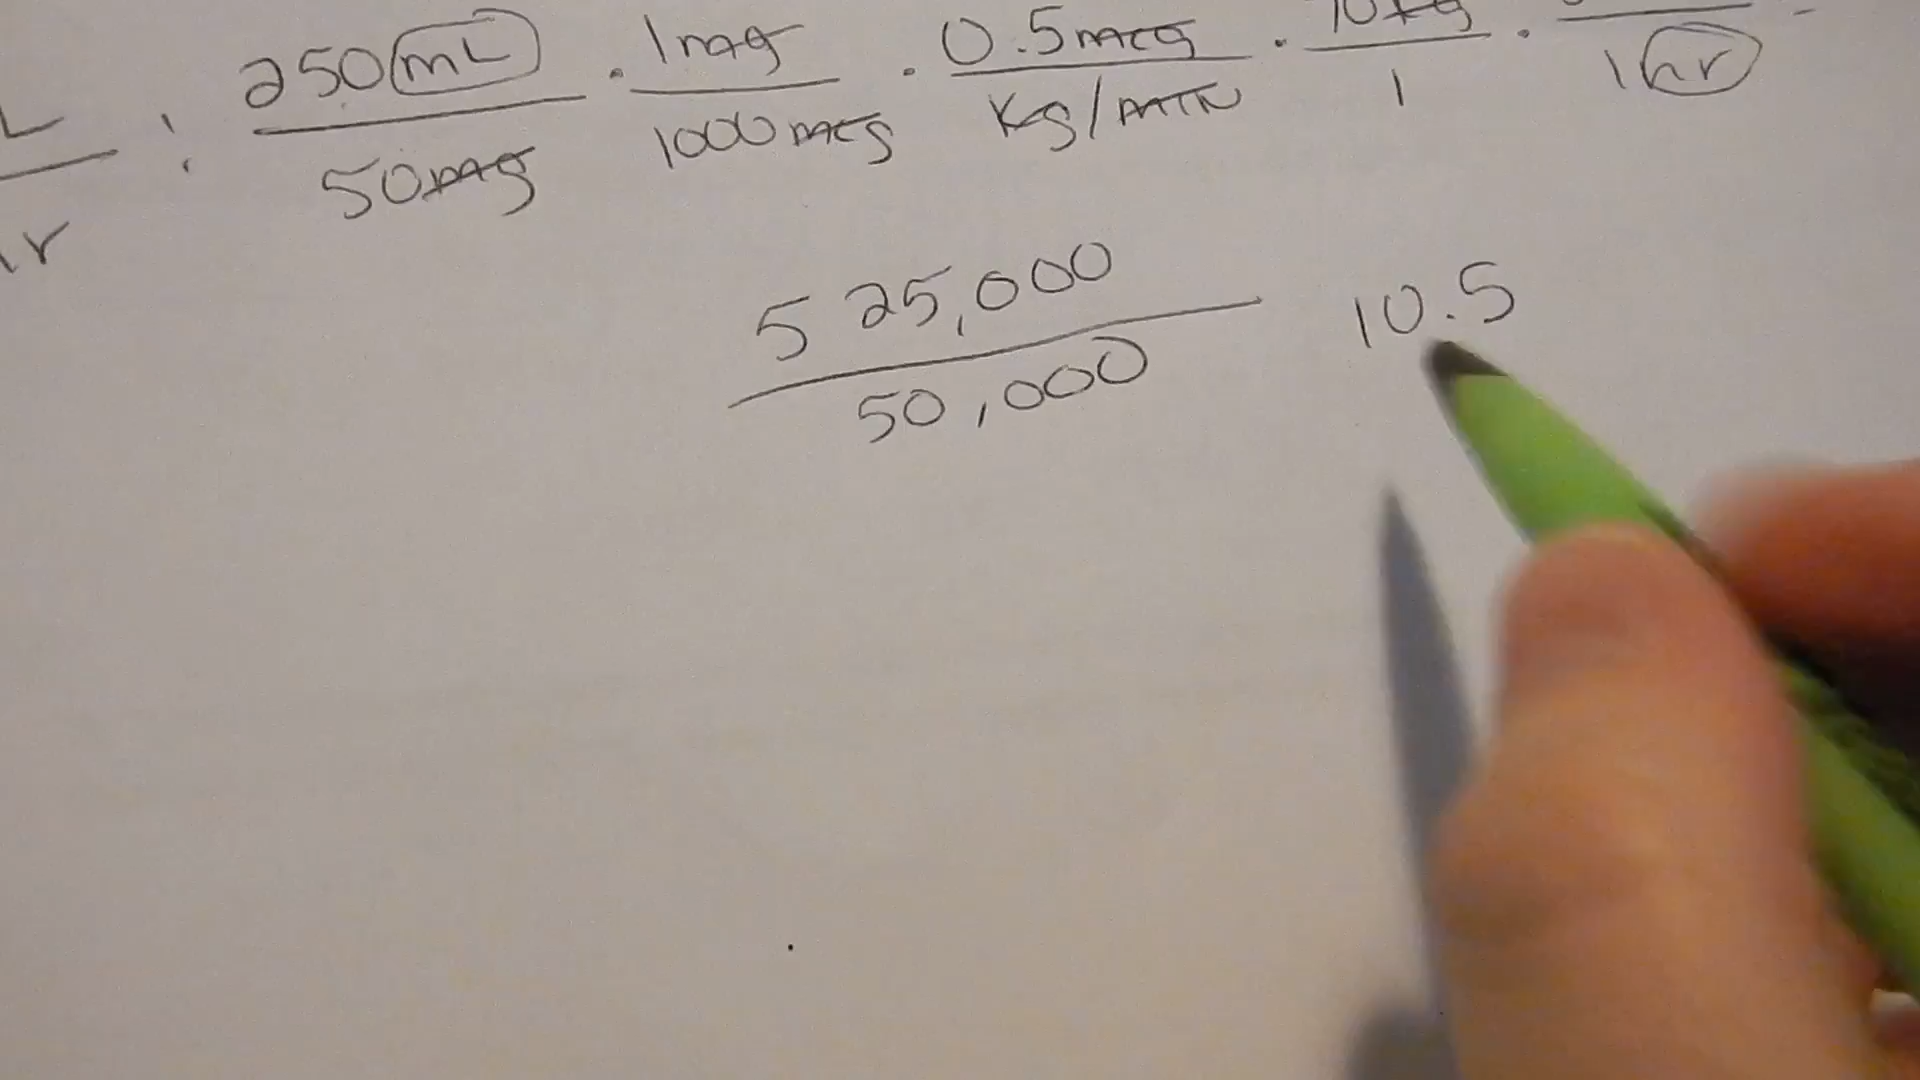 250 mL · 1 mg · 0.5 mcg · ·
50 mg 1000 mcg Kg/min 1 1 hr
525,000 10.5
50,000